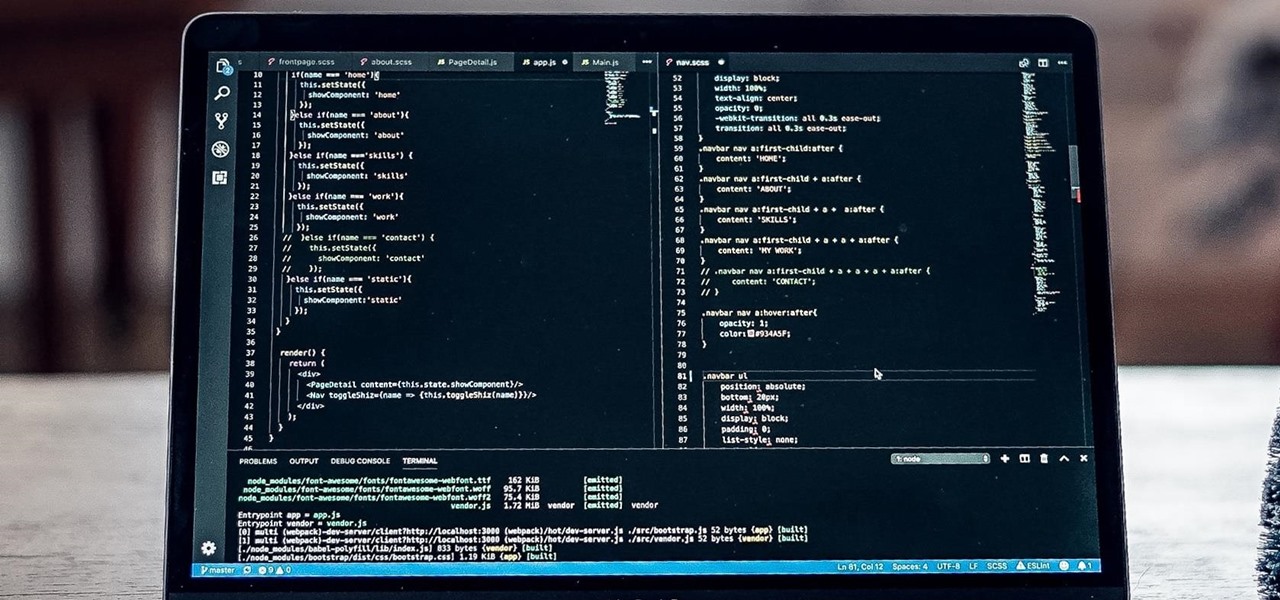 s frontpage.scss about.scss PageDetail.js app.js Main.js ••• nav.scss •••
2
10 if(name === 'home'){
11 this.setState({
12 showComponent: 'home'
13 });
14 }else if(name === 'about'){
15 this.setState({
16 showComponent: 'about'
17 });
18 }else if(name ==='skills') {
19 this.setState({
20 showComponent: 'skills'
21 });
22 }else if(name === 'work'){
23 this.setState({
24 showComponent: 'work'
25 });
26 // }else if(name === 'contact') {
27 // this.setState({
28 // showComponent: 'contact'
29 // });
30 }else if(name === 'static'){
31 this.setState({
32 showComponent:'static'
33 });
34 }
35 }
36
37 render() {
38 return (
39 <div>
40 <PageDetail content={this.state.showComponent}/>
41 <Nav toggleShiz={name => {this.toggleShiz(name)}}/>
42 </div>
43 );
44 }
45 }
46
52 display: block;
53 width: 100%;
54 text-align: center;
55 opacity: 0;
56 -webkit-transition: all 0.3s ease-out;
57 transition: all 0.3s ease-out;
58 }
59 .navbar nav a:first-child:after {
60 content: 'HOME';
61 }
62 .navbar nav a:first-child + a:after {
63 content: 'ABOUT';
64 }
65 .navbar nav a:first-child + a + a:after {
66 content: 'SKILLS';
67 }
68 .navbar nav a:first-child + a + a + a:after {
69 content: 'MY WORK';
70 }
71 // .navbar nav a:first-child + a + a + a + a:after {
72 // content: 'CONTACT';
73 // }
74
75 .navbar nav a:hover:after{
76 opacity: 1;
77 color: #934A5F;
78 }
79
80
81 .navbar ul
82 position: absolute;
83 bottom: 20px;
84 width: 100%;
85 display: block;
86 padding: 0;
87 list-style: none;
PROBLEMS OUTPUT DEBUG CONSOLE TERMINAL 1: node
node_modules/font-awesome/fonts/fontawesome-webfont.ttf 162 KiB [emitted]
node_modules/font-awesome/fonts/fontawesome-webfont.woff 95.7 KiB [emitted]
node_modules/font-awesome/fonts/fontawesome-webfont.woff2 75.4 KiB [emitted]
vendor.js 1.72 MiB vendor [emitted] vendor
Entrypoint app = app.js
Entrypoint vendor = vendor.js
[0] multi (webpack)-dev-server/client?http://localhost:3000 (webpack)/hot/dev-server.js ./src/bootstrap.js 52 bytes {app} [built]
[1] multi (webpack)-dev-server/client?http://localhost:3000 (webpack)/hot/dev-server.js ./src/vendor.js 52 bytes {vendor} [built]
[./node_modules/babel-polyfill/lib/index.js] 833 bytes {vendor} [built]
[./node_modules/bootstrap/dist/css/bootstrap.css] 1.19 KiB {app} [built]
master 9 0 Ln 81, Col 12 Spaces: 4 UTF-8 LF SCSS ESLint 1